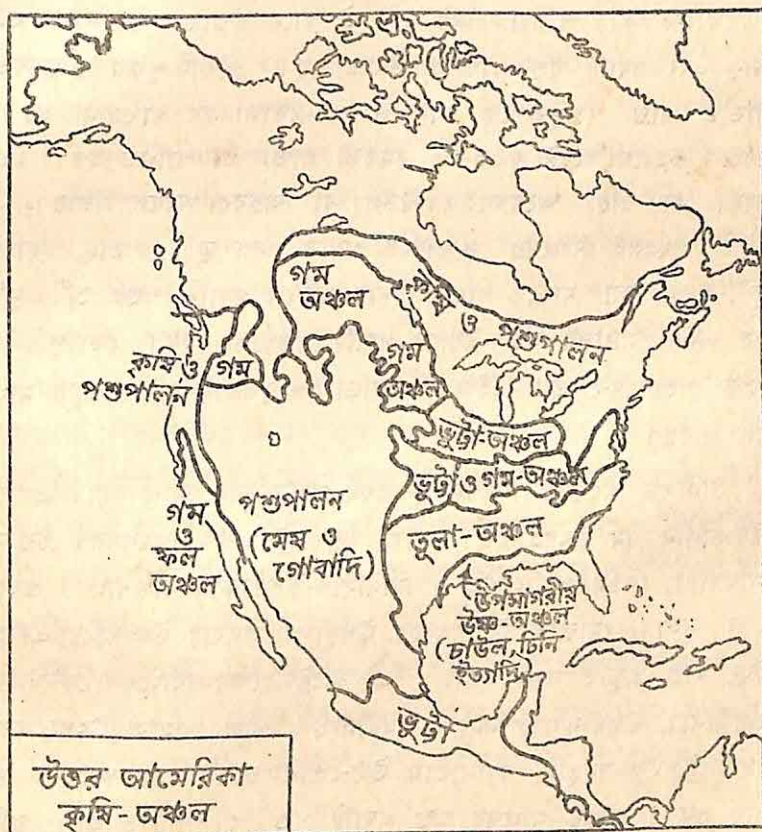 গম
অঞ্চল
কৃষি ও
পশুপালন
গম
অঞ্চল
কৃষি ও
পশুপালন
গম
ভুট্টা-অঞ্চল
ভুট্টা ও গম-অঞ্চল
তুলা-অঞ্চল
গম
ও
ফল
অঞ্চল
পশুপালন
(মেষ ও
গোবাদি)
উপসাগরীয়
উষ্ণ-অঞ্চল
(চাউল, চিনি
ইত্যাদি)
ভুট্টা
উত্তর আমেরিকা
কৃষি-অঞ্চল